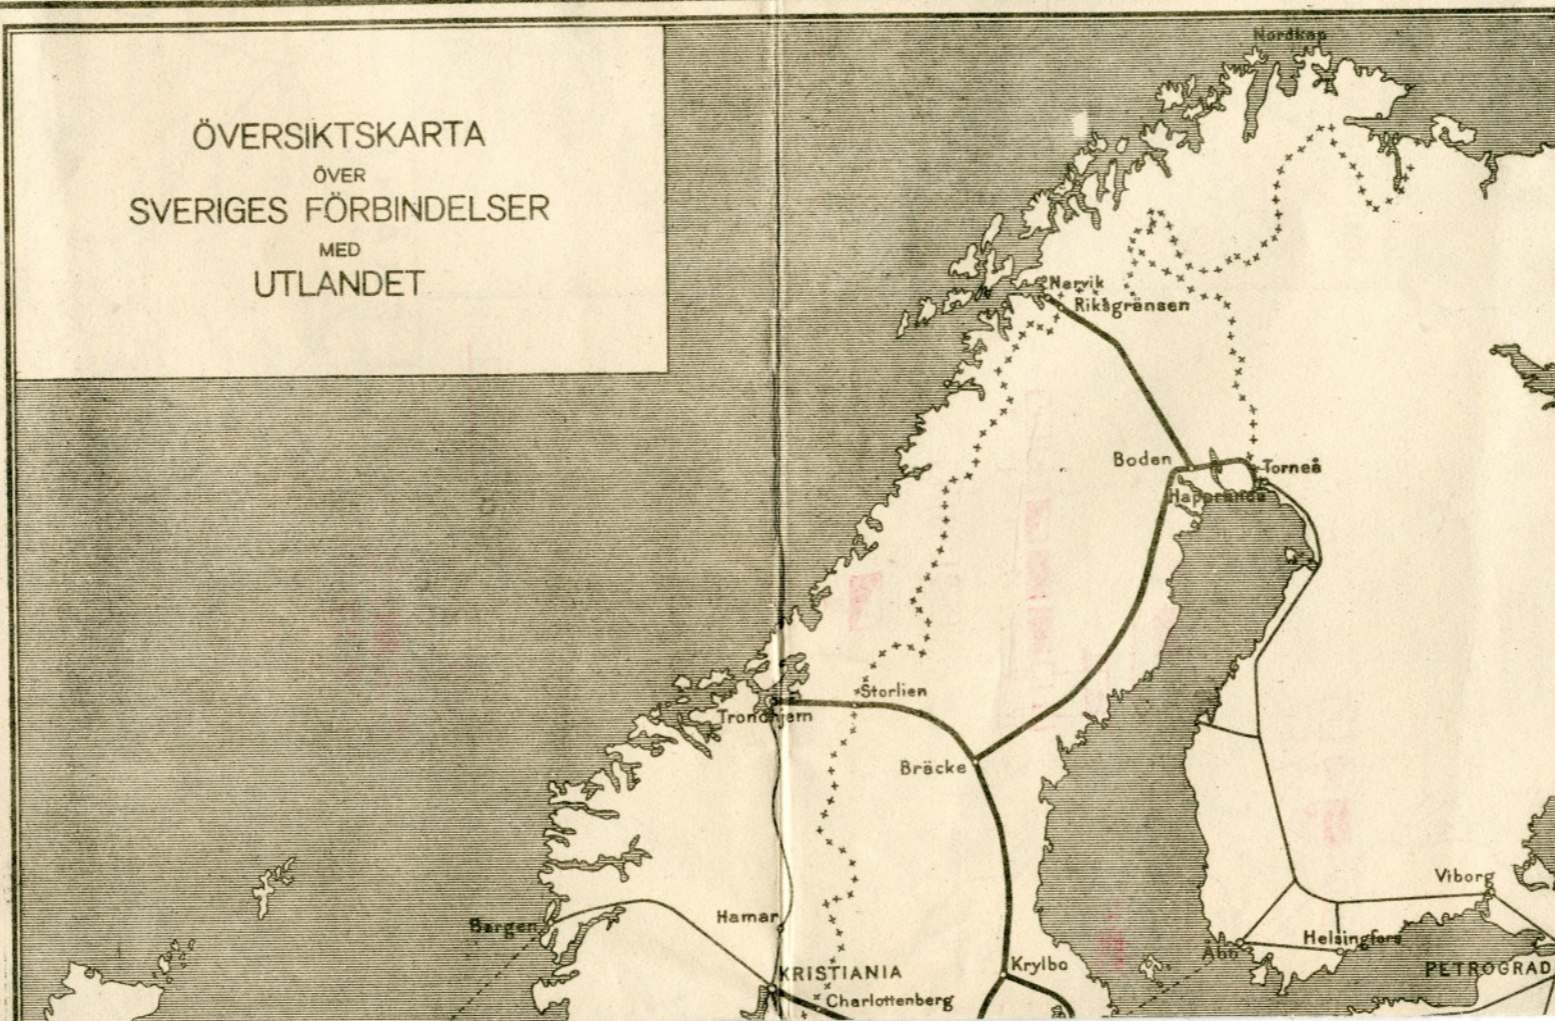 ÖVERSIKTSKARTA
ÖVER
SVERIGES FÖRBINDELSER
MED
UTLANDET
Nordkap
Narvik
Riksgränsen
Boden
Torneå
Haparanda
Storlien
Trondhjem
Bräcke
Viborg
Hamar
Bergen
Helsingfors
Åbo
KRISTIANIA
Krylbo
PETROGRAD
Charlottenberg